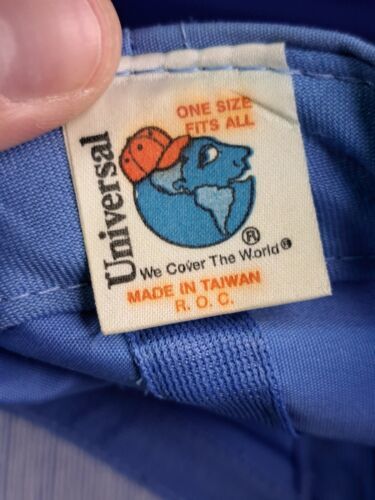 ONE SIZE
FITS ALL
Universal
®
We Cover The World®
MADE IN TAIWAN
R. O. C.